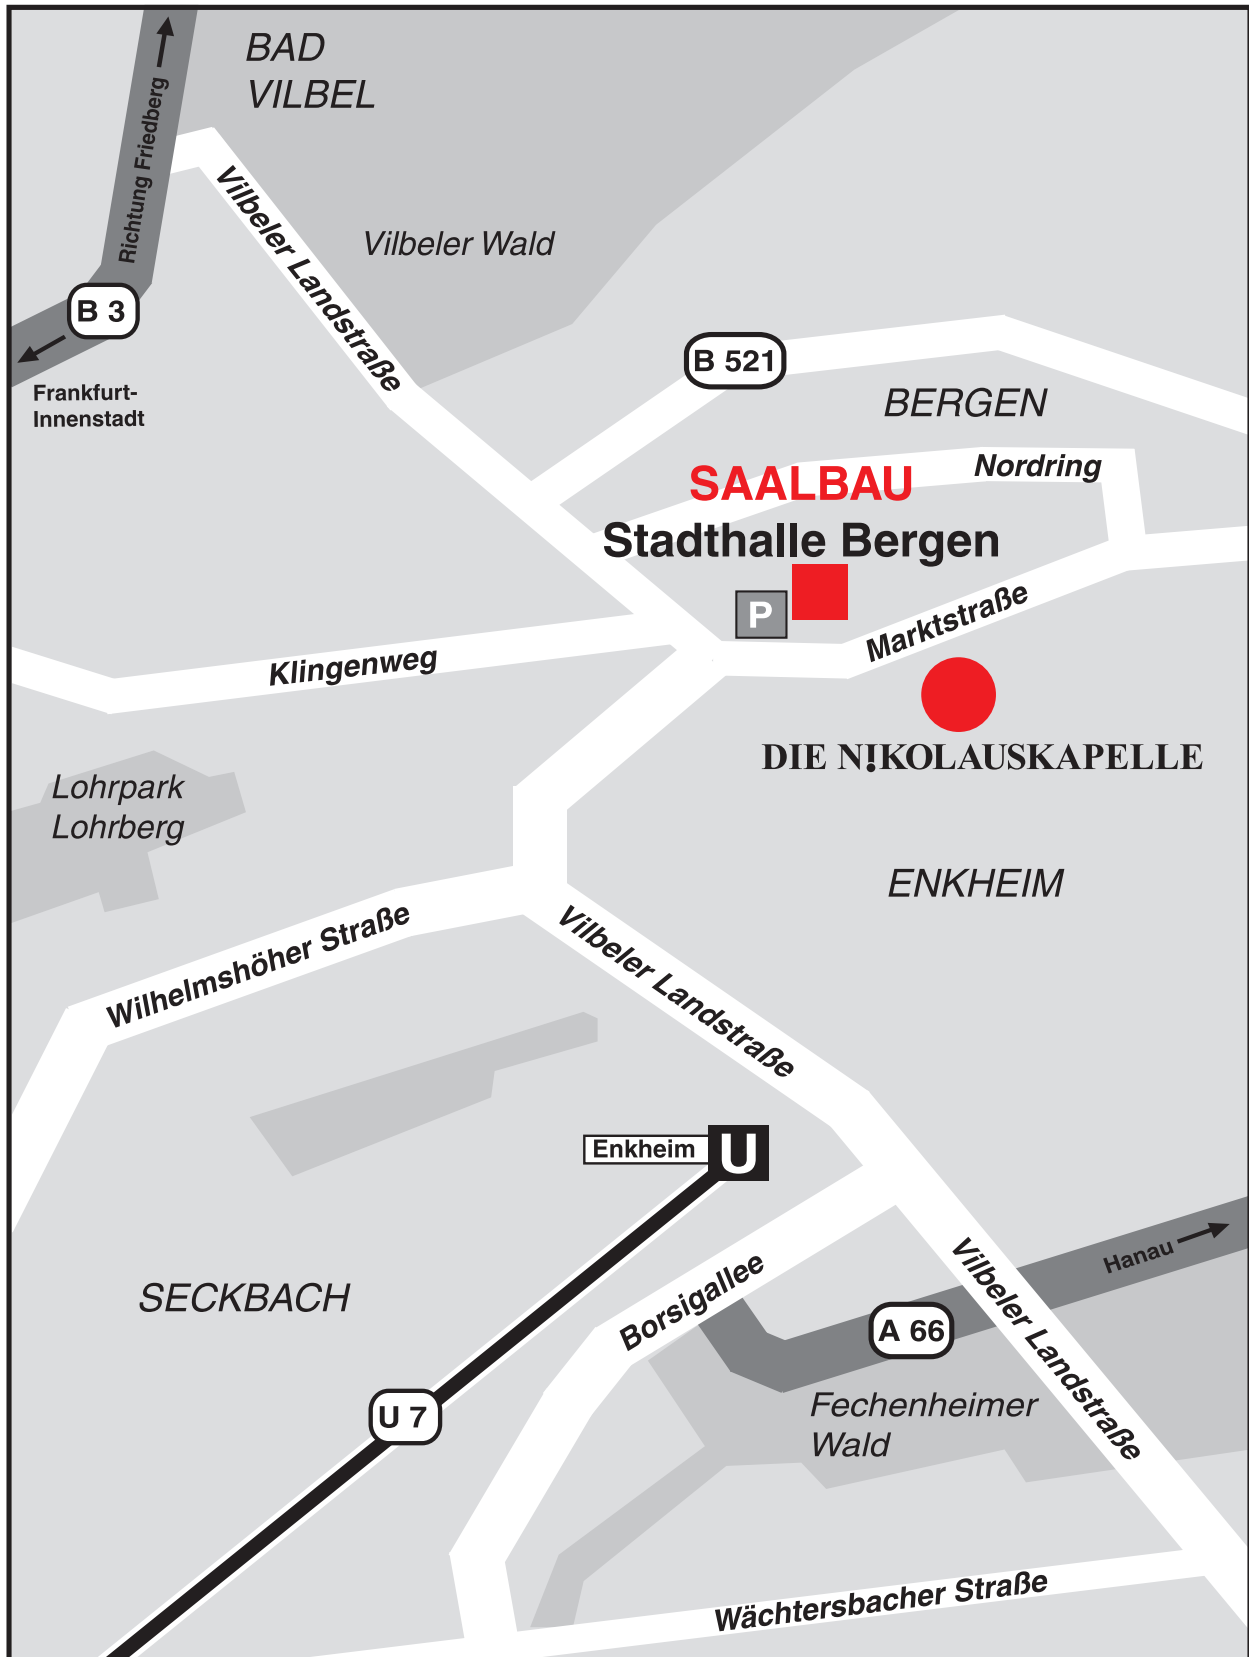 BAD
VILBEL
Richtung Friedberg
Vilbeler Landstraße
Vilbeler Wald
B 3
Frankfurt-
Innenstadt
B 521
BERGEN
Nordring
SAALBAU
Stadthalle Bergen
P
Marktstraße
Klingenweg
DIE N!KOLAUSKAPELLE
Lohrpark
Lohrberg
ENKHEIM
Wilhelmshöher Straße
Vilbeler Landstraße
Enkheim
U
Hanau
Vilbeler Landstraße
SECKBACH
Borsigallee
A 66
U 7
Fechenheimer
Wald
Wächtersbacher Straße